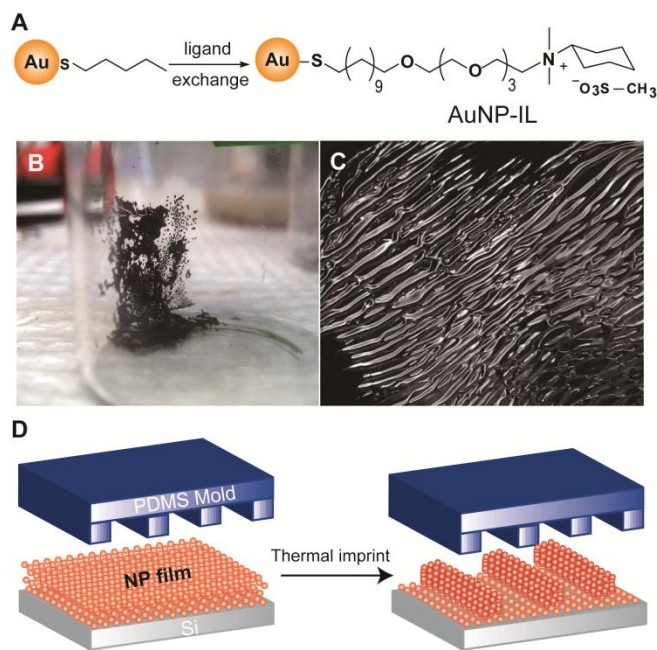 A
Au
S
ligand
exchange
Au
S
9
O
O
3
N
+
⁻O3S—CH3
AuNP-IL
B
C
D
PDMS Mold
NP film
Si
Thermal imprint